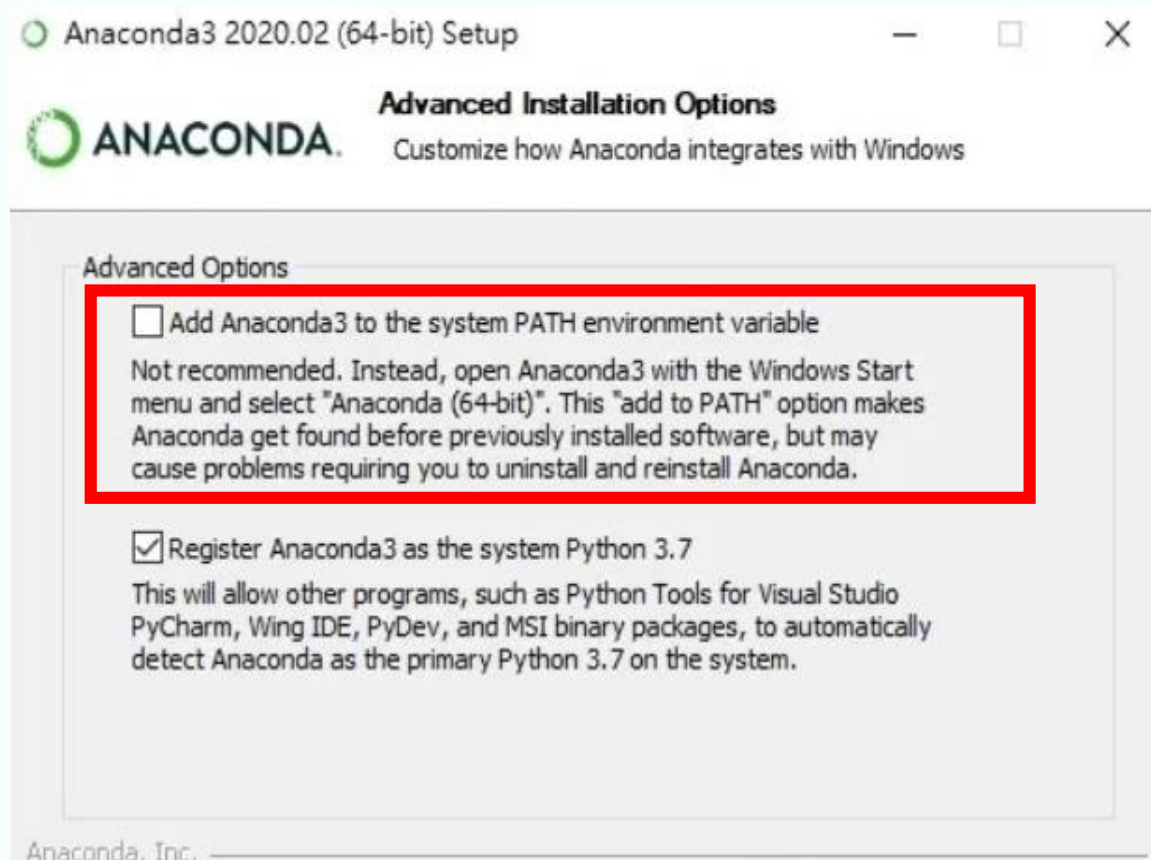 Anaconda3 2020.02 (64-bit) Setup
ANACONDA.
Advanced Installation Options
Customize how Anaconda integrates with Windows
Advanced Options
Add Anaconda3 to the system PATH environment variable
Not recommended. Instead, open Anaconda3 with the Windows Start
menu and select "Anaconda (64-bit)". This "add to PATH" option makes
Anaconda get found before previously installed software, but may
cause problems requiring you to uninstall and reinstall Anaconda.
Register Anaconda3 as the system Python 3.7
This will allow other programs, such as Python Tools for Visual Studio
PyCharm, Wing IDE, PyDev, and MSI binary packages, to automatically
detect Anaconda as the primary Python 3.7 on the system.
Anaconda, Inc.